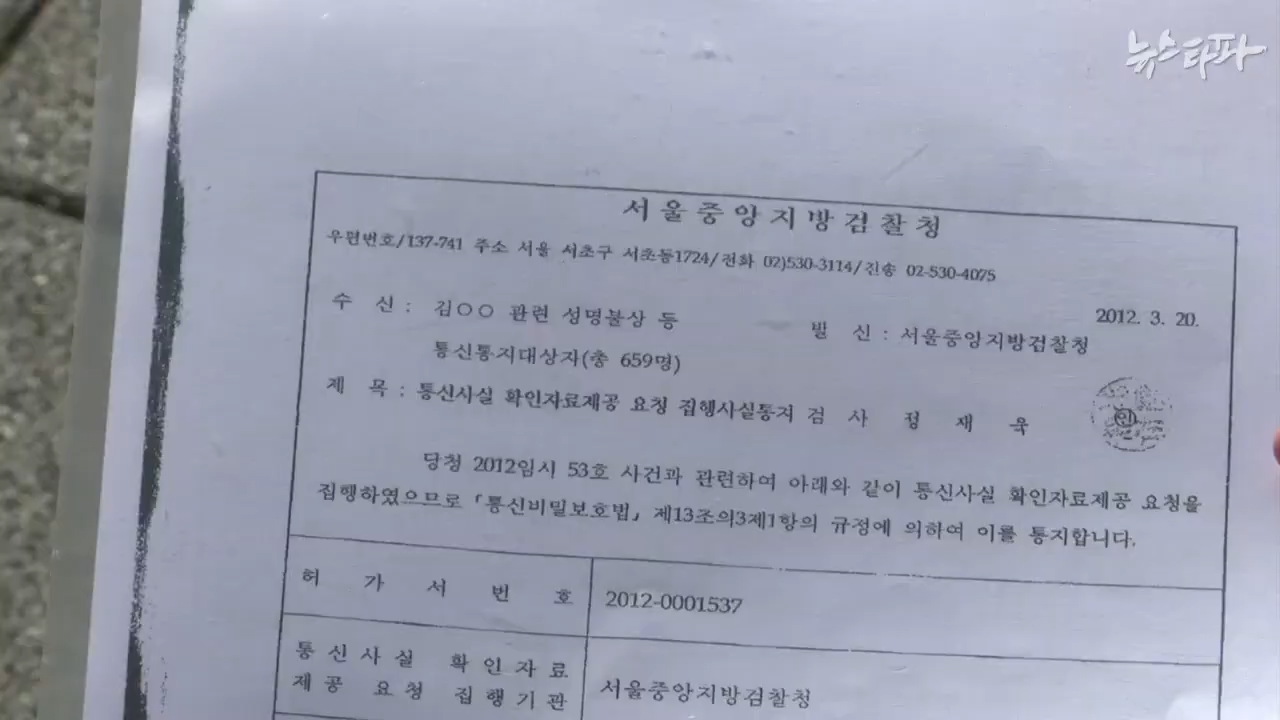 뉴스타파
서울중앙지방검찰청
우편번호/137-741 주소 서울 서초구 서초동1724/전화 02)530-3114/전송 02-530-4075
2012. 3. 20.
수 신 : 김○○ 관련 성명불상 등
발 신 : 서울중앙지방검찰청
통신통지대상자(총 659명)
제 목 : 통신사실 확인자료제공 요청 집행사실통지 검 사 정 재 욱
인
당청 2012임시 53호 사건과 관련하여 아래와 같이 통신사실 확인자료제공 요청을
집행하였으므로 「통신비밀보호법」 제13조의3제1항의 규정에 의하여 이를 통지합니다.
허 가 서 번 호 2012-0001537
통 신 사 실 확 인 자 료
제 공 요 청 집 행 기 관 서울중앙지방검찰청